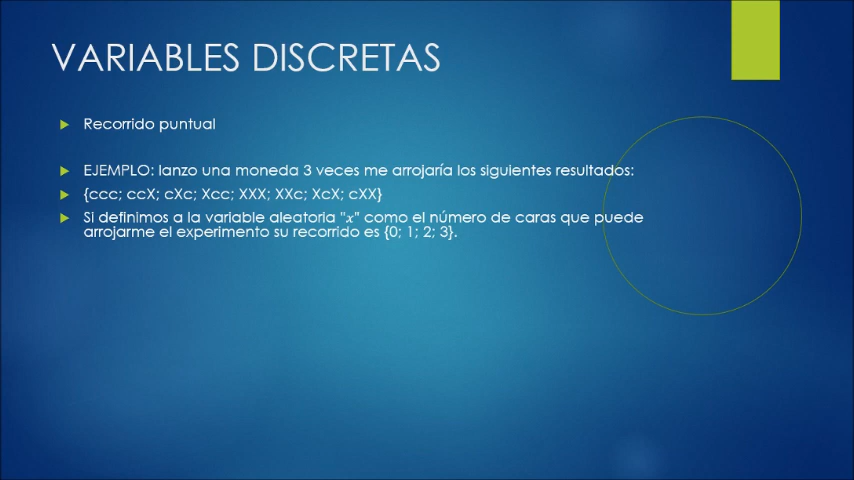 VARIABLES DISCRETAS
Recorrido puntual
EJEMPLO: lanzo una moneda 3 veces me arrojaría los siguientes resultados:
{ccc; ccX; cXc; Xcc; XXX; XXc; XcX; cXX}
Si definimos a la variable aleatoria "x" como el número de caras que puede
arrojarme el experimento su recorrido es {0; 1; 2; 3}.